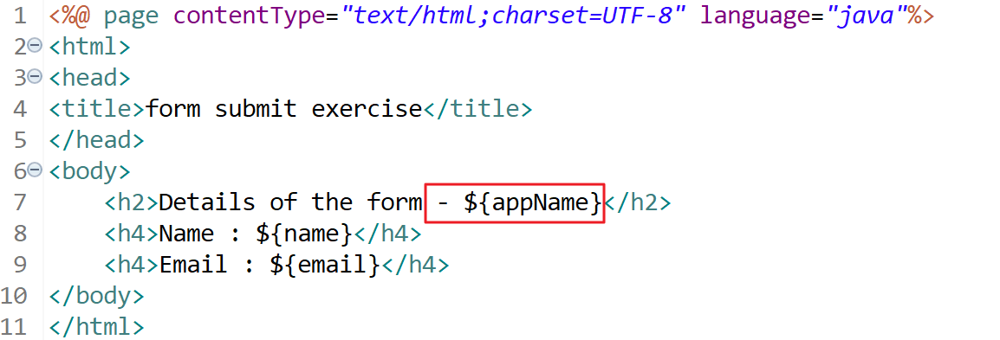 1 <%@ page contentType="text/html;charset=UTF-8" language="java"%>
2 <html>
3 <head>
4 <title>form submit exercise</title>
5 </head>
6 <body>
7     <h2>Details of the form - ${appName}</h2>
8     <h4>Name : ${name}</h4>
9     <h4>Email : ${email}</h4>
10 </body>
11 </html>